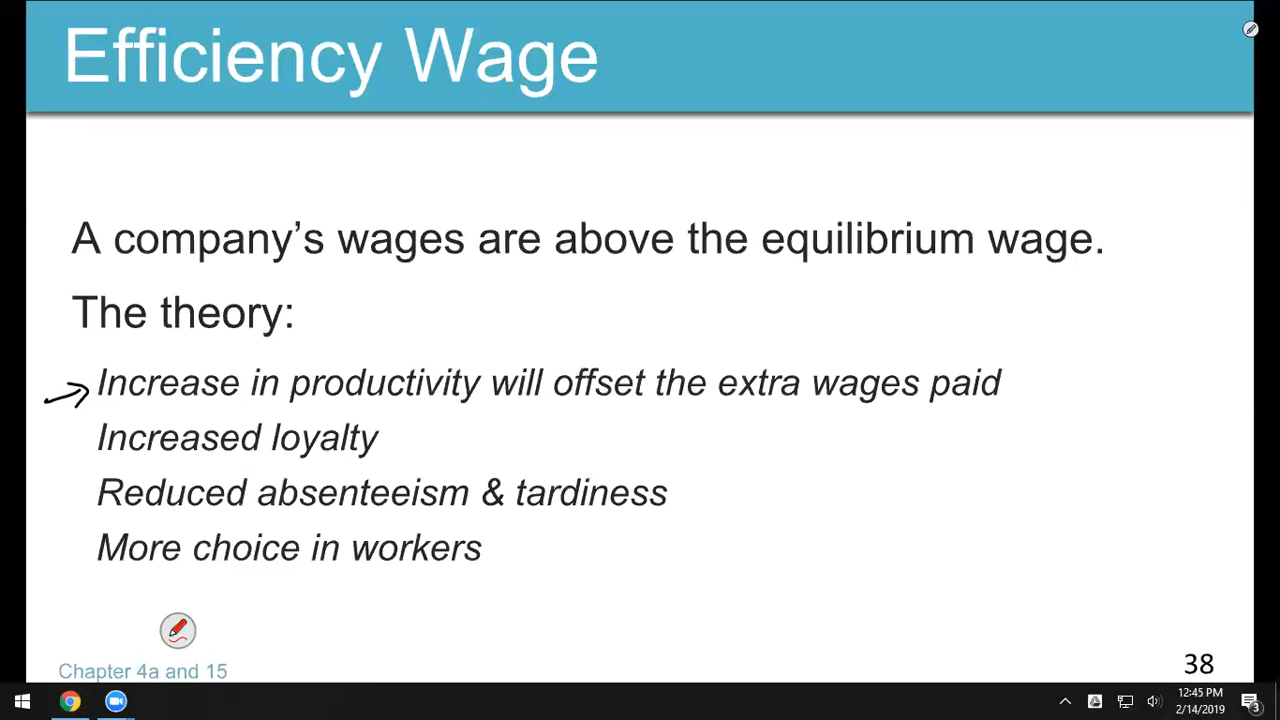 Efficiency Wage
A company’s wages are above the equilibrium wage.
The theory:
Increase in productivity will offset the extra wages paid
Increased loyalty
Reduced absenteeism & tardiness
More choice in workers
Chapter 4a and 15
38
12:45 PM
2/14/2019
3